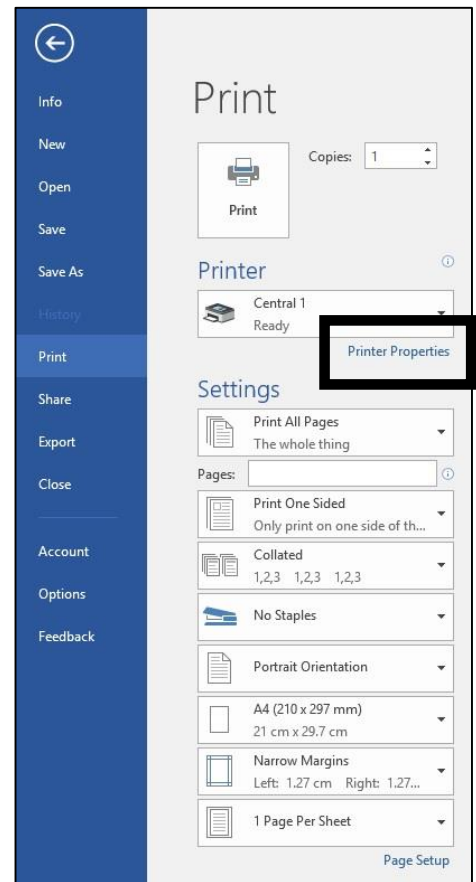 Info
New
Open
Save
Save As
History
Print
Share
Export
Close
Account
Options
Feedback
Print
Copies: 1
Print
Printer
Central 1
Ready
Printer Properties
Settings
Print All Pages
The whole thing
Pages:
Print One Sided
Only print on one side of th...
Collated
1,2,3 1,2,3 1,2,3
No Staples
Portrait Orientation
A4 (210 x 297 mm)
21 cm x 29.7 cm
Narrow Margins
Left: 1.27 cm Right: 1.27...
1 Page Per Sheet
Page Setup